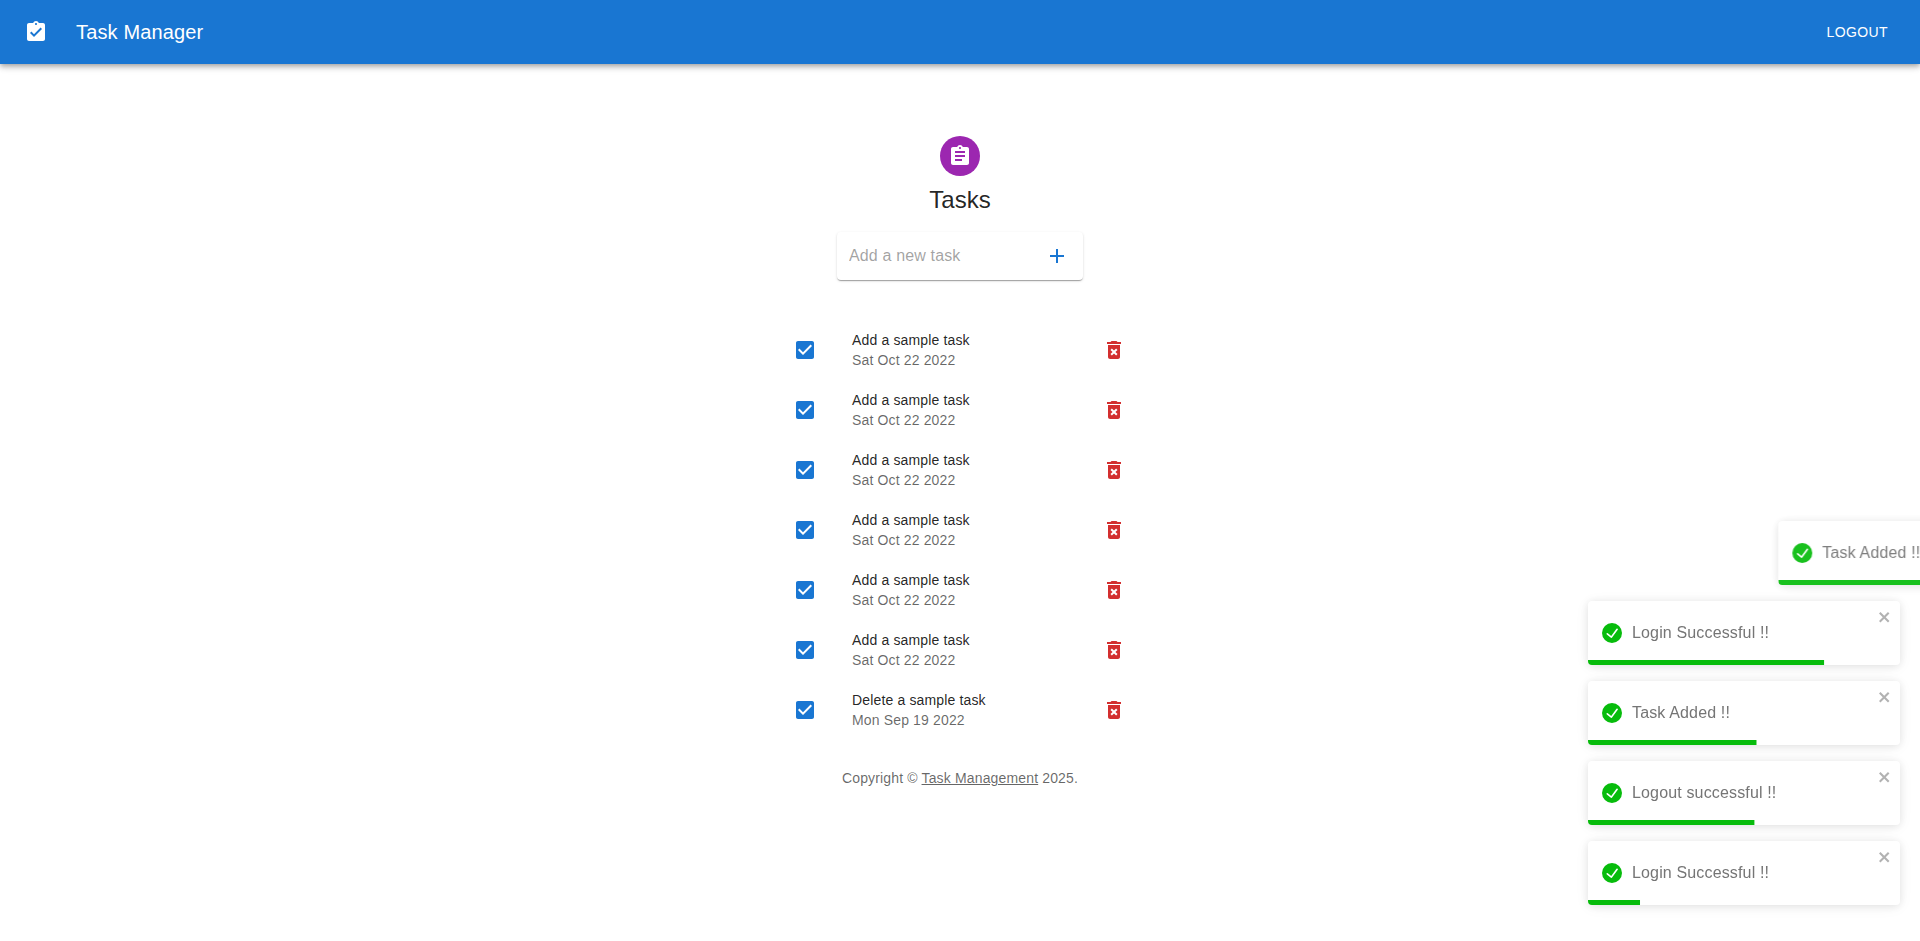 Task Manager
LOGOUT
Tasks
Add a new task
Add a sample task
Sat Oct 22 2022
Add a sample task
Sat Oct 22 2022
Add a sample task
Sat Oct 22 2022
Add a sample task
Sat Oct 22 2022
Add a sample task
Sat Oct 22 2022
Add a sample task
Sat Oct 22 2022
Delete a sample task
Mon Sep 19 2022
Copyright © Task Management 2025.
Task Added !!
Login Successful !!
Task Added !!
Logout successful !!
Login Successful !!